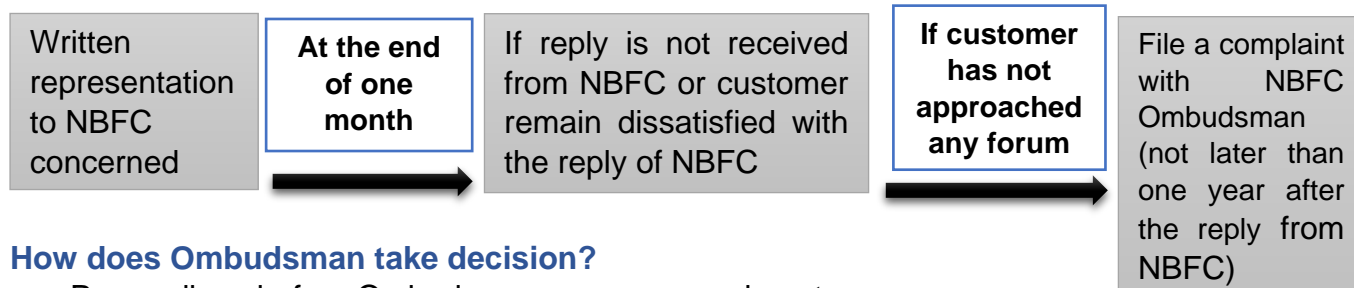 Written
representation
to NBFC
concerned
At the end
of one
month
If reply is not received
from NBFC or customer
remain dissatisfied with
the reply of NBFC
If customer
has not
approached
any forum
File a complaint
with NBFC
Ombudsman
(not later than
one year after
the reply from
NBFC)
How does Ombudsman take decision?